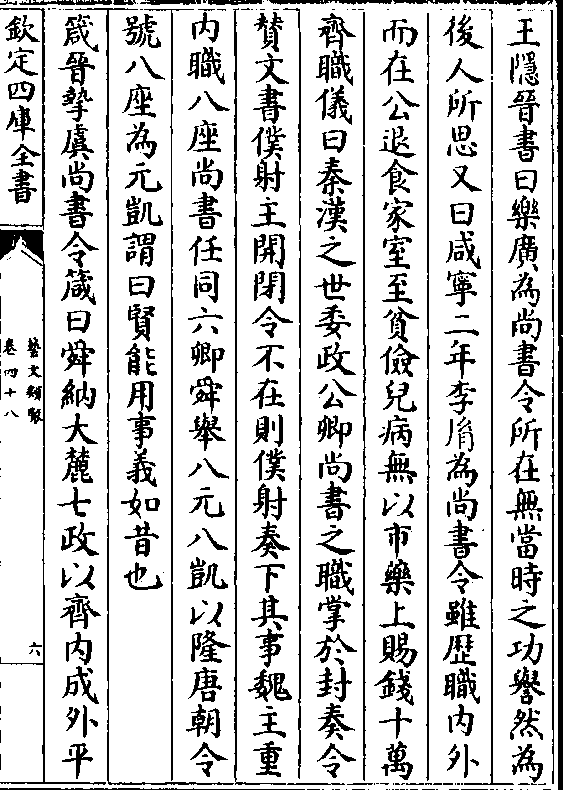 王隱晉書曰樂廣為尚書令所在無當時之功譽然為
後人所思又曰咸寧二年李𦙍為尚書令雖歴職内外
而在公退食家室至貧儉兒病無以市藥上賜錢十萬
齊職儀曰秦漢之世委政公卿尚書之職掌於封奏令
賛文書僕射主開閉令不在則僕射奏下其事魏主重
内職八座尚書任同六卿舜舉八元八凱以隆唐朝令
號八座為元凱謂曰賢能用事義如昔也
箴晉摯虞尚書令箴曰舜納大麓七政以齊内成外平
欽定四庫全書
藝文類聚
卷四十八
六